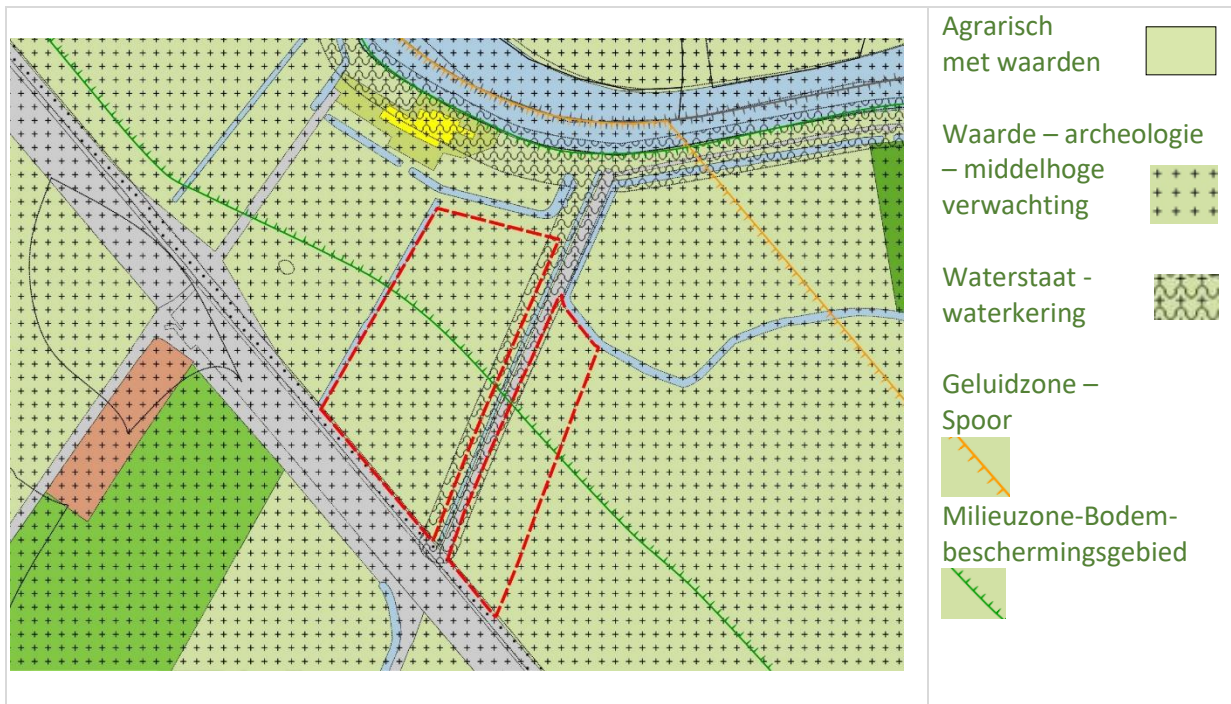 Agrarisch
met waarden
Waarde – archeologie
– middelhoge
verwachting
Waterstaat -
waterkering
Geluidzone –
Spoor
Milieuzone-Bodem-
beschermingsgebied